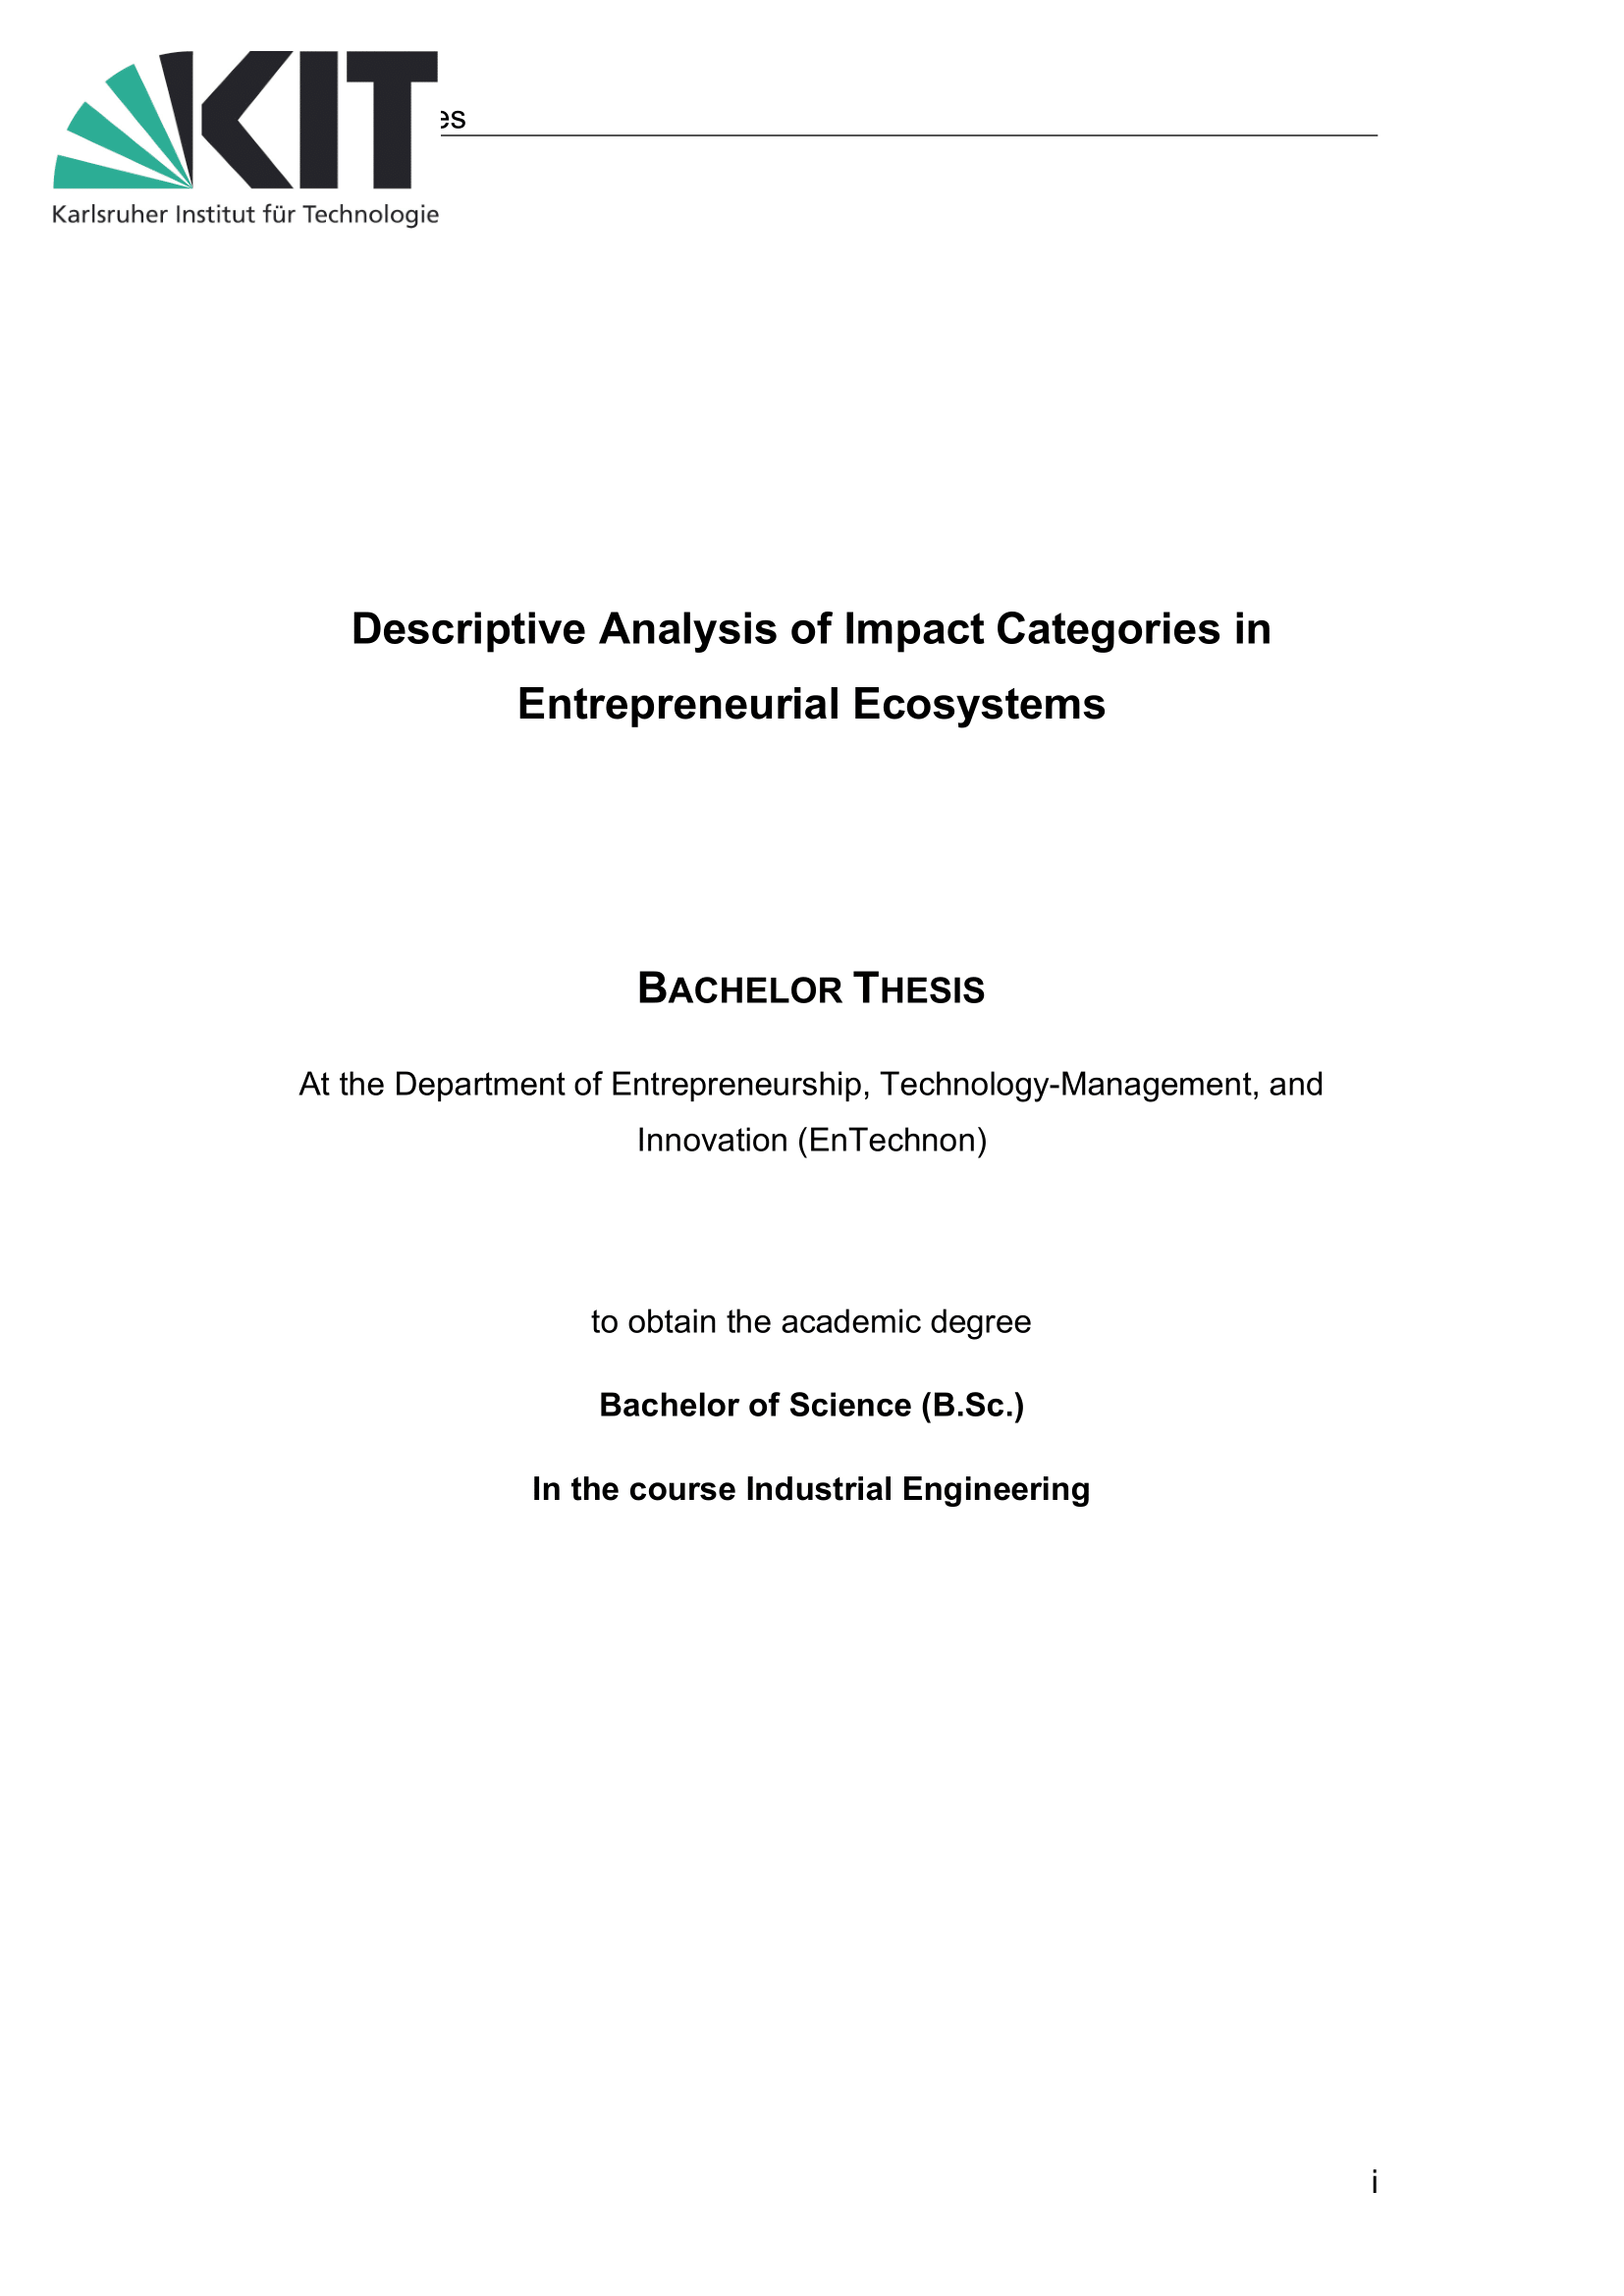 KIT
Karlsruher Institut für Technologie
Descriptive Analysis of Impact Categories in
Entrepreneurial Ecosystems
BACHELOR THESIS
At the Department of Entrepreneurship, Technology-Management, and
Innovation (EnTechnon)
to obtain the academic degree
Bachelor of Science (B.Sc.)
In the course Industrial Engineering
i